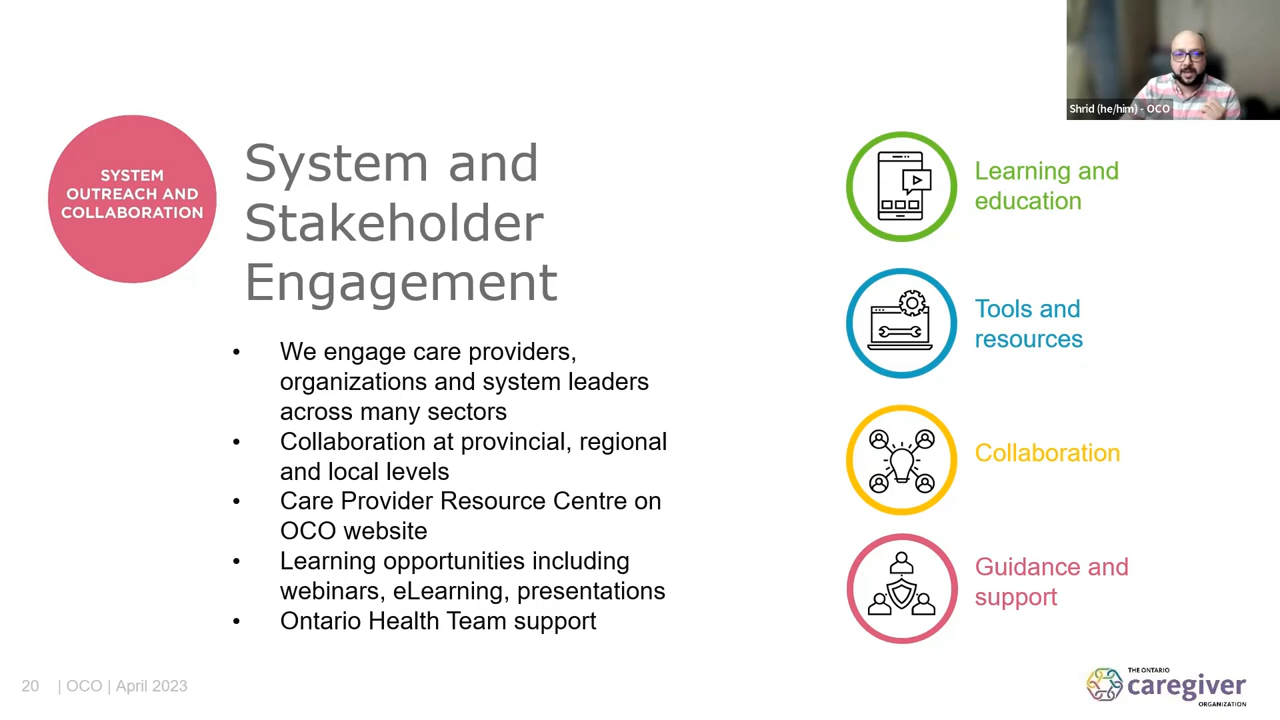 Shrid (he/him) - OCO
SYSTEM
OUTREACH AND
COLLABORATION
System and
Stakeholder
Engagement
• We engage care providers,
organizations and system leaders
across many sectors
• Collaboration at provincial, regional
and local levels
• Care Provider Resource Centre on
OCO website
• Learning opportunities including
webinars, eLearning, presentations
• Ontario Health Team support
Learning and
education
Tools and
resources
Collaboration
Guidance and
support
20 | OCO | April 2023
THE ONTARIO
caregiver
ORGANIZATION